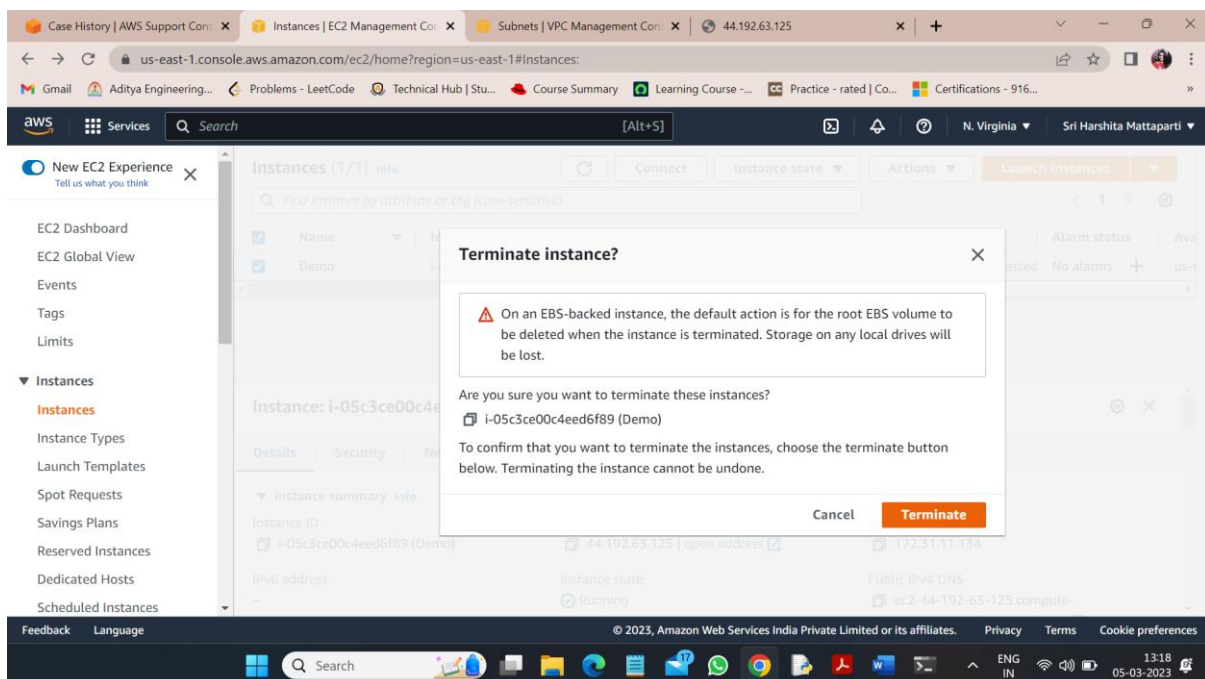 Case History | AWS Support Con
Instances | EC2 Management Con
Subnets | VPC Management Con
44.192.63.125
us-east-1.console.aws.amazon.com/ec2/home?region=us-east-1#Instances:
Gmail
Aditya Engineering...
Problems - LeetCode
Technical Hub | Stu...
Course Summary
Learning Course -...
Practice - rated | Co...
Certifications - 916...
»
aws
Services
Search
[Alt+S]
N. Virginia
Sri Harshita Mattaparti
New EC2 Experience
Tell us what you think
EC2 Dashboard
EC2 Global View
Events
Tags
Limits
Instances
Instances
Instance Types
Launch Templates
Spot Requests
Savings Plans
Reserved Instances
Dedicated Hosts
Scheduled Instances
Instances (1/1) Info
Connect
Instance state
Actions
Launch instances
Find instance by attribute or tag (case-sensitive)
1
Name
Alarm status
Ava
Demo
No alarms
us-e
Terminate instance?
On an EBS-backed instance, the default action is for the root EBS volume to
be deleted when the instance is terminated. Storage on any local drives will
be lost.
Are you sure you want to terminate these instances?
i-05c3ce00c4eed6f89 (Demo)
To confirm that you want to terminate the instances, choose the terminate button
below. Terminating the instance cannot be undone.
Cancel
Terminate
Instance: i-05c3ce00c4e
Details
Security
Ne
Instance summary Info
Instance ID
i-05c3ce00c4eed6f89 (Demo)
44.192.63.125 | open address
172.31.11.134
IPv6 address
–
Instance state
Running
Public IPv4 DNS
ec2-44-192-63-125.compute-
Feedback
Language
© 2023, Amazon Web Services India Private Limited or its affiliates.
Privacy
Terms
Cookie preferences
Search
17
ENG
IN
13:18
05-03-2023